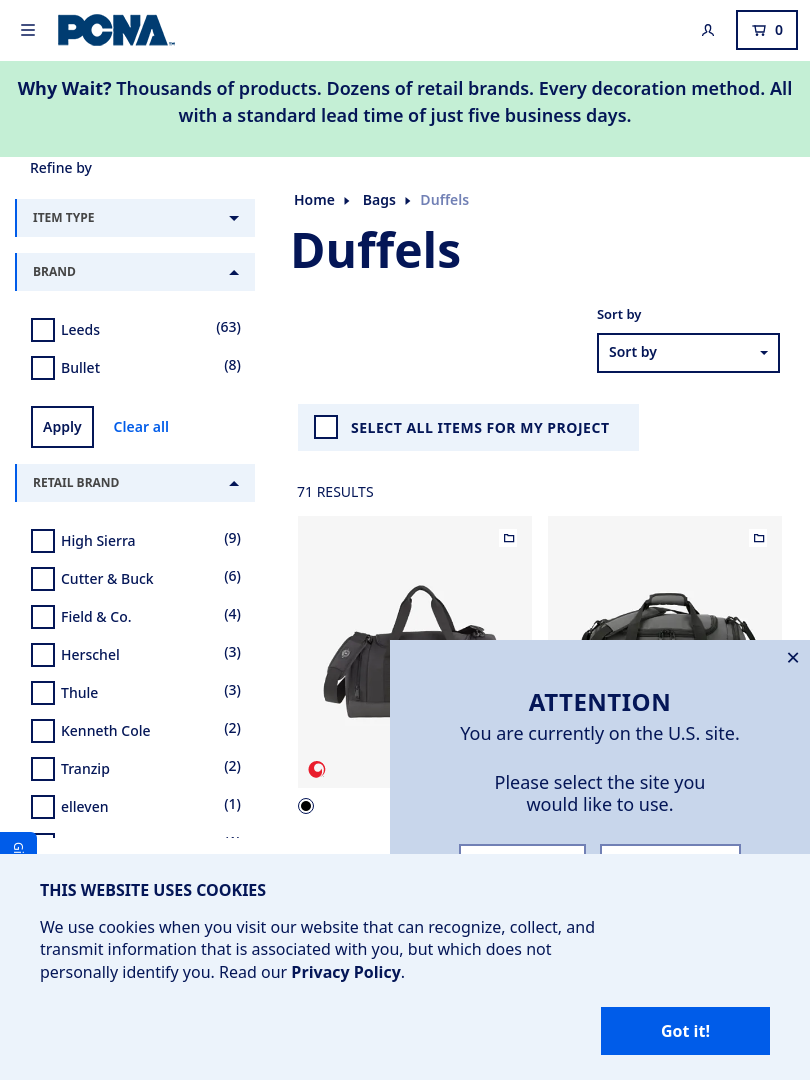 PCNA
0
Why Wait? Thousands of products. Dozens of retail brands. Every decoration method. All
with a standard lead time of just five business days.
Refine by
ITEM TYPE
BRAND
Leeds (63)
Bullet (8)
Apply Clear all
RETAIL BRAND
High Sierra (9)
Cutter & Buck (6)
Field & Co. (4)
Herschel (3)
Thule (3)
Kenneth Cole (2)
Tranzip (2)
elleven (1)
Home Bags Duffels
Duffels
Sort by
Sort by
SELECT ALL ITEMS FOR MY PROJECT
71 RESULTS
ATTENTION
You are currently on the U.S. site.
Please select the site you
would like to use.
THIS WEBSITE USES COOKIES
We use cookies when you visit our website that can recognize, collect, and
transmit information that is associated with you, but which does not
personally identify you. Read our Privacy Policy.
Got it!